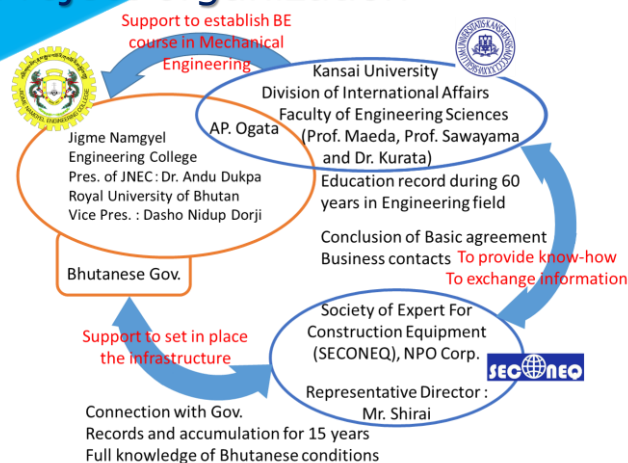 Support to establish BE
course in Mechanical
Engineering
Kansai University
Division of International Affairs
Faculty of Engineering Sciences
(Prof. Maeda, Prof. Sawayama
and Dr. Kurata)
AP. Ogata
Jigme Namgyel
Engineering College
Pres. of JNEC : Dr. Andu Dukpa
Royal University of Bhutan
Vice Pres. : Dasho Nidup Dorji
Bhutanese Gov.
Education record during 60
years in Engineering field
Conclusion of Basic agreement
Business contacts
To provide know-how
To exchange information
Support to set in place
the infrastructure
Society of Expert For
Construction Equipment
(SECONEQ), NPO Corp.
Representative Director :
Mr. Shirai
SECONEQ
Connection with Gov.
Records and accumulation for 15 years
Full knowledge of Bhutanese conditions